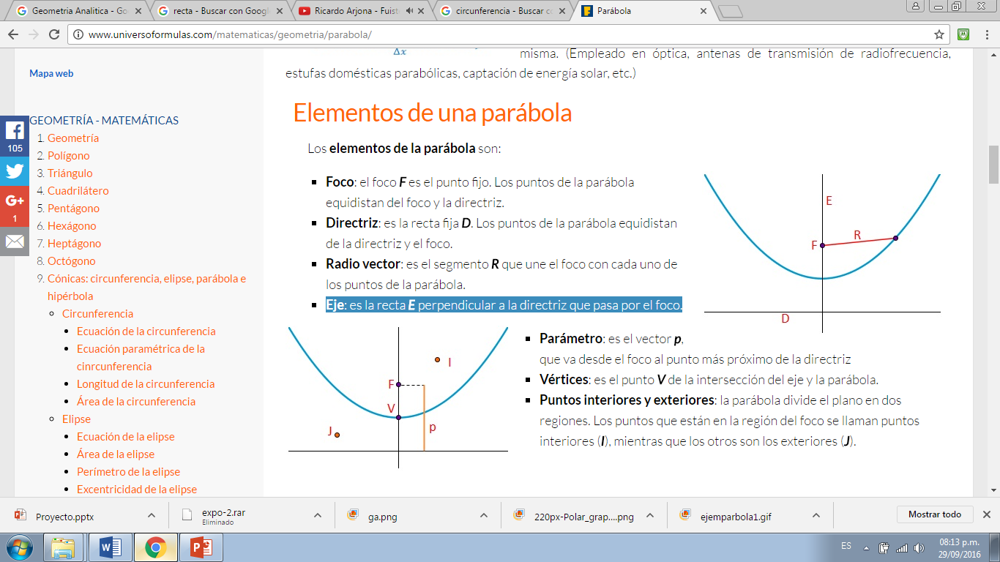 Geometria Analitica - Go
recta - Buscar con Google
Ricardo Arjona - Fuist
circunferencia - Buscar co
Parábola
www.universoformulas.com/matematicas/geometria/parabola/
Mapa web
GEOMETRÍA - MATEMÁTICAS
1. Geometría
2. Polígono
3. Triángulo
4. Cuadrilátero
5. Pentágono
6. Hexágono
7. Heptágono
8. Octógono
9. Cónicas: circunferencia, elipse, parábola e
hipérbola
Circunferencia
Ecuación de la circunferencia
Ecuación paramétrica de la
cinrcunferencia
Longitud de la circunferencia
Área de la circunferencia
Elipse
Ecuación de la elipse
Área de la elipse
Perímetro de la elipse
Excentricidad de la elipse
105
G+
1
Δx
misma. (Empleado en óptica, antenas de transmisión de radiofrecuencia,
estufas domésticas parabólicas, captación de energía solar, etc.)
Elementos de una parábola
Los elementos de la parábola son:
Foco: el foco F es el punto fijo. Los puntos de la parábola
equidistan del foco y la directriz.
Directriz: es la recta fija D. Los puntos de la parábola equidistan
de la directriz y el foco.
Radio vector: es el segmento R que une el foco con cada uno de
los puntos de la parábola.
Eje: es la recta E perpendicular a la directriz que pasa por el foco.
E
R
F
D
I
F
V
J
p
Parámetro: es el vector p,
que va desde el foco al punto más próximo de la directriz
Vértices: es el punto V de la intersección del eje y la parábola.
Puntos interiores y exteriores: la parábola divide el plano en dos
regiones. Los puntos que están en la región del foco se llaman puntos
interiores (I), mientras que los otros son los exteriores (J).
Proyecto.pptx
expo-2.rar
Eliminado
ga.png
220px-Polar_grap....png
ejemparbola1.gif
Mostrar todo
ES
08:13 p.m.
29/09/2016